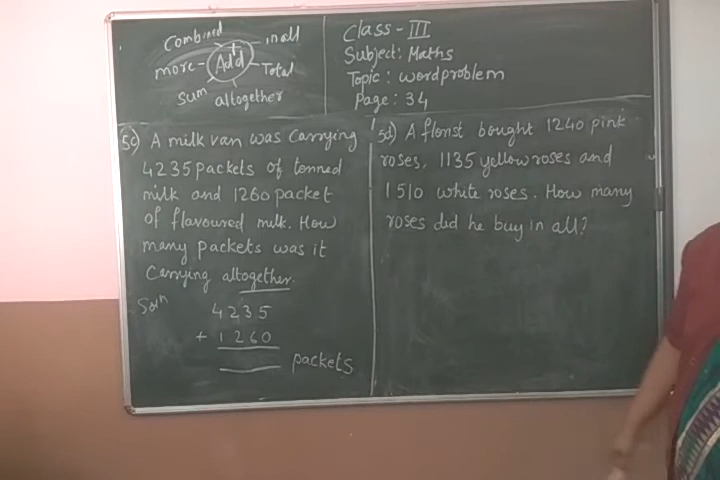 Combined
in all
more
Add
Total
sum
altogether
Class - III
Subject: Maths
Topic: wordproblem
Page: 34
5c) A milk van was carrying
4235 packets of tonned
milk and 1260 packet
of flavoured milk. How
many packets was it
Carrying altogether.
Soln
4235
+ 1260
packets
5d) A florist bought 1240 pink
roses, 1135 yellow roses and
1510 white roses. How many
roses did he buy in all?